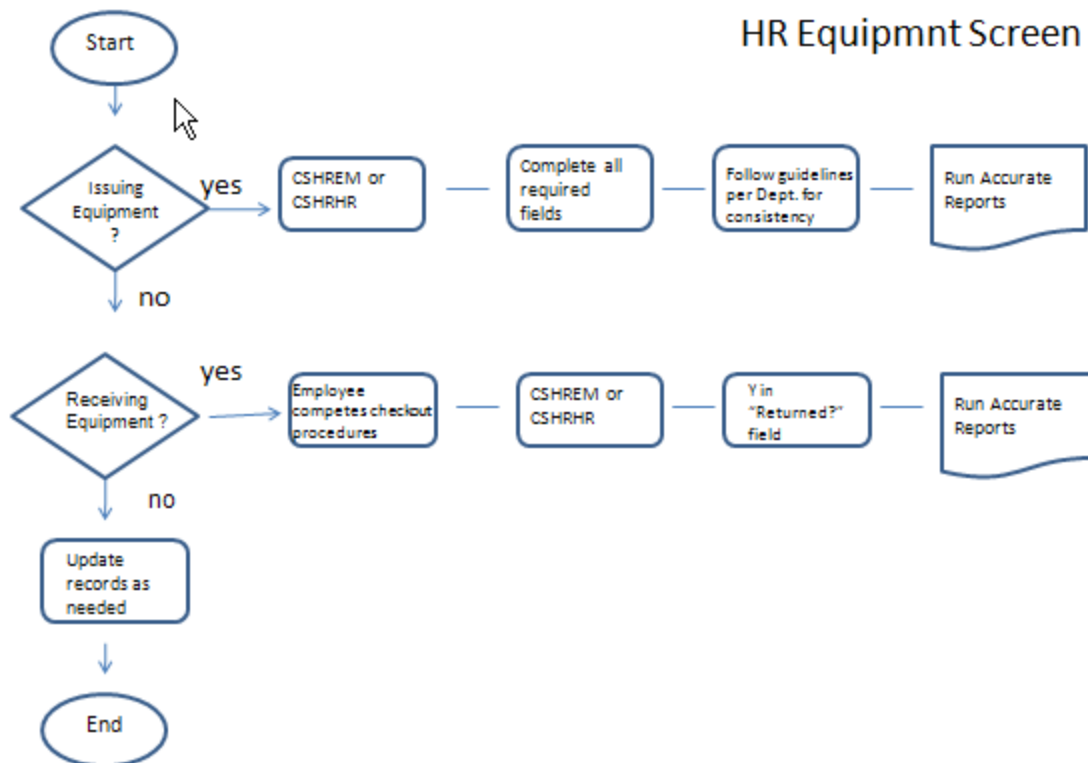 HR Equipmnt Screen
Start
Issuing
Equipment
?
yes
CSHREM or
CSHRHR
Complete all
required
fields
Follow guidelines
per Dept. for
consistency
Run Accurate
Reports
no
Receiving
Equipment ?
yes
Employee
competes checkout
procedures
CSHREM or
CSHRHR
Y in
“Returned?”
field
Run Accurate
Reports
no
Update
records as
needed
End